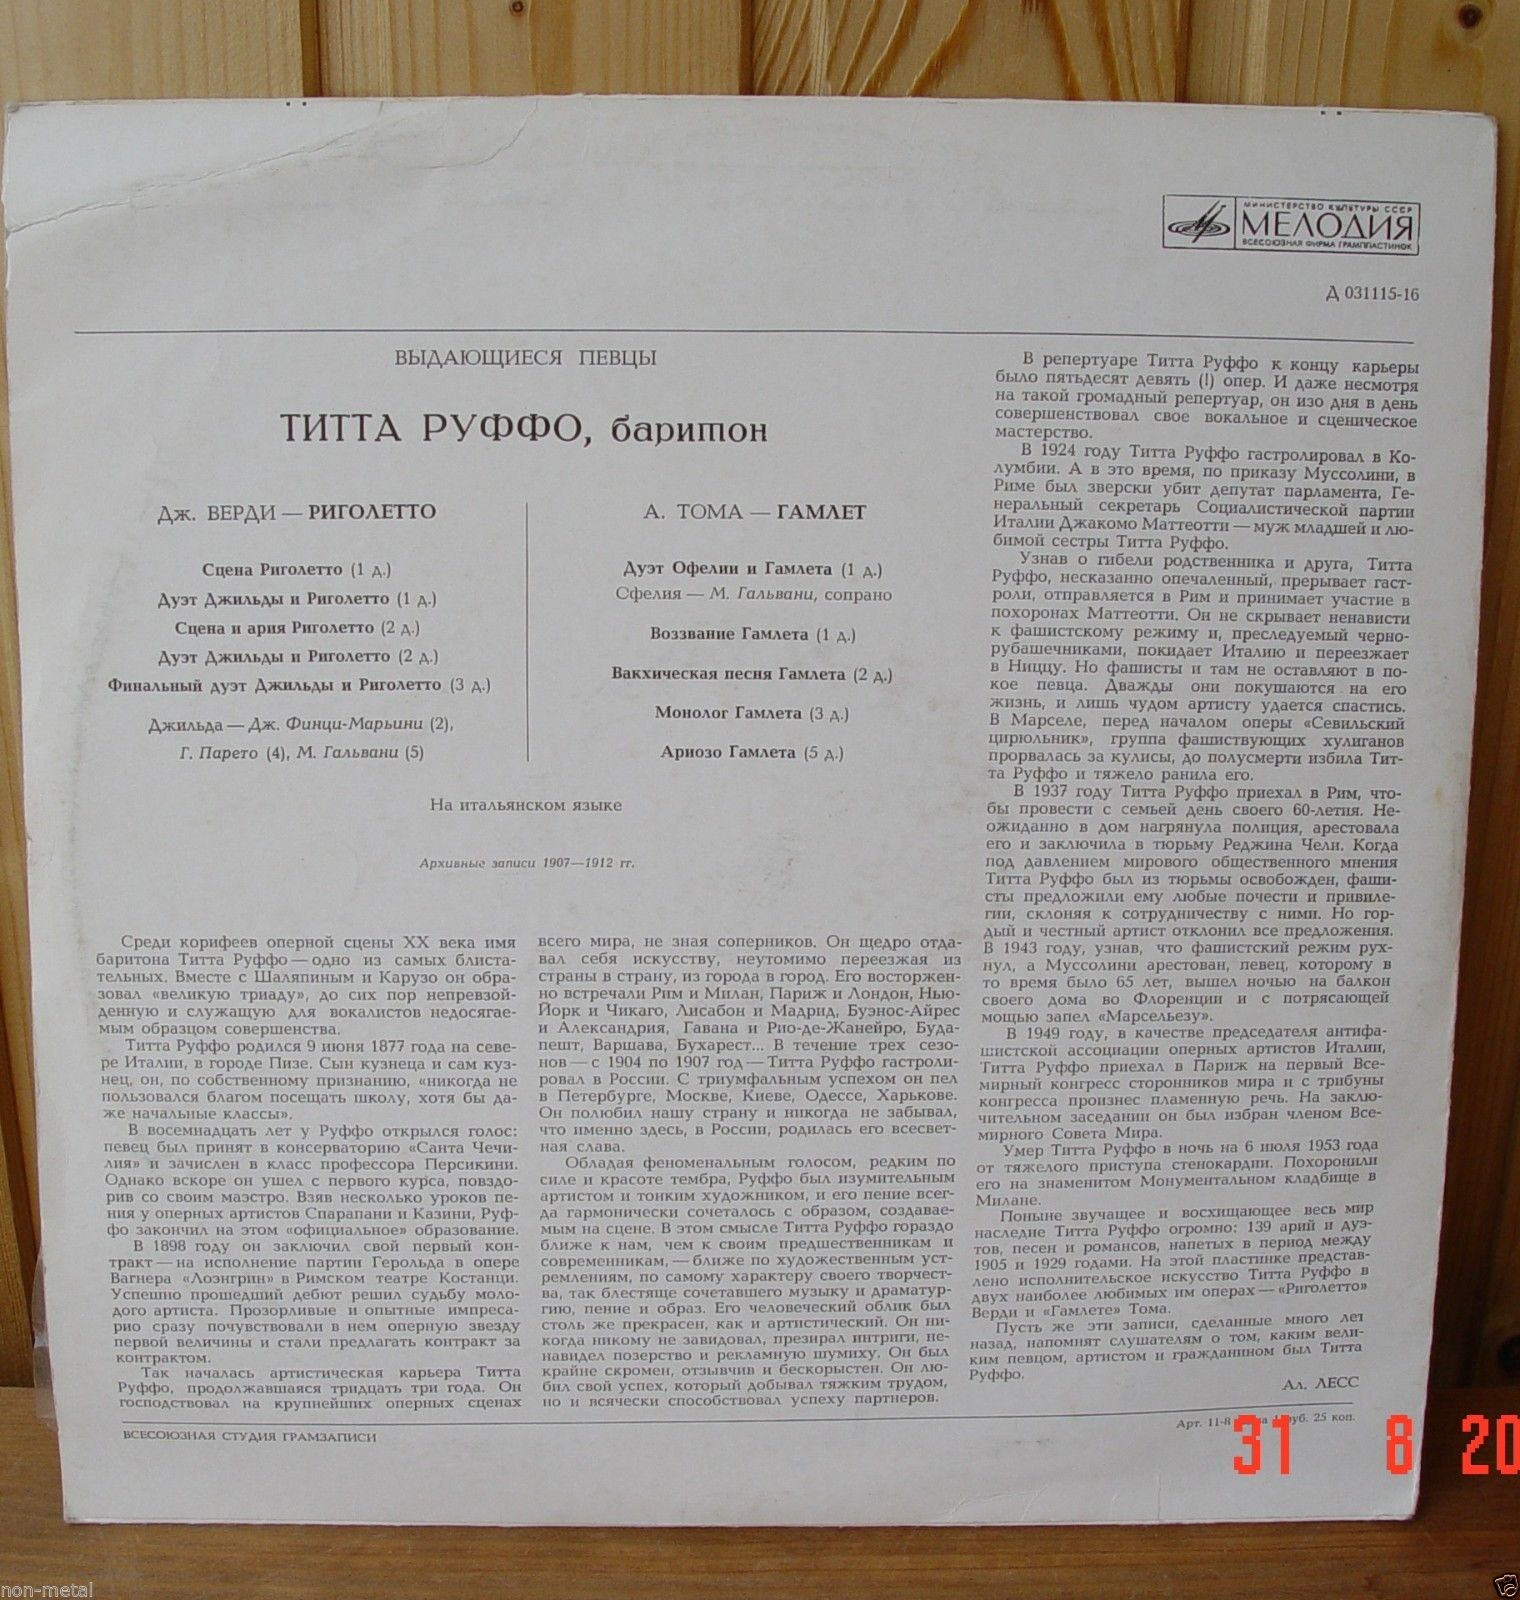 МИНИСТЕРСТВО КУЛЬТУРЫ СССР
МЕЛОДИЯ
ВСЕСОЮЗНАЯ ФИРМА ГРАМПЛАСТИНОК
Д 031115-16
ВЫДАЮЩИЕСЯ ПЕВЦЫ
ТИТТА РУФФО, баритон
Дж. ВЕРДИ — РИГОЛЕТТО
Сцена Риголетто (1 д.)
Дуэт Джильды и Риголетто (1 д.)
Сцена и ария Риголетто (2 д.)
Дуэт Джильды и Риголетто (2 д.)
Финальный дуэт Джильды и Риголетто (3 д.)
Джильда — Дж. Финци-Марьини (2),
Г. Парето (4), М. Гальвани (5)
А. ТОМА — ГАМЛЕТ
Дуэт Офелии и Гамлета (1 д.)
Сфелия — М. Гальвани, сопрано
Воззвание Гамлета (1 д.)
Вакхическая песня Гамлета (2 д.)
Монолог Гамлета (3 д.)
Ариозо Гамлета (5 д.)
На итальянском языке
Архивные записи 1907—1912 гг.
Среди корифеев оперной сцены XX века имя
баритона Титта Руффо — одно из самых блиста-
тельных. Вместе с Шаляпиным и Карузо он обра-
зовал «великую триаду», до сих пор непревзой-
денную и служащую для вокалистов недосягае-
мым образцом совершенства.
Титта Руффо родился 9 июня 1877 года на севе-
ре Италии, в городе Пизе. Сын кузнеца и сам куз-
нец, он, по собственному признанию, «никогда не
пользовался благом посещать школу, хотя бы да-
же начальные классы».
В восемнадцать лет у Руффо открылся голос:
певец был принят в консерваторию «Санта Чечи-
лия» и зачислен в класс профессора Персикини.
Однако вскоре он ушел с первого курса, повздо-
рив со своим маэстро. Взяв несколько уроков пе-
ния у оперных артистов Спарапани и Казини, Руф-
фо закончил на этом «официальное» образование.
В 1898 году он заключил свой первый кон-
тракт — на исполнение партии Герольда в опере
Вагнера «Лоэнгрин» в Римском театре Костанци.
Успешно прошедший дебют решил судьбу моло-
дого артиста. Прозорливые и опытные импреса-
рио сразу почувствовали в нем оперную звезду
первой величины и стали предлагать контракт за
контрактом.
Так началась артистическая карьера Титта
Руффо, продолжавшаяся тридцать три года. Он
господствовал на крупнейших оперных сценах
всего мира, не зная соперников. Он щедро отда-
вал себя искусству, неутомимо переезжая из
страны в страну, из города в город. Его восторжен-
но встречали Рим и Милан, Париж и Лондон, Нью-
Йорк и Чикаго, Лисабон и Мадрид, Буэнос-Айрес
и Александрия, Гавана и Рио-де-Жанейро, Буда-
пешт, Варшава, Бухарест... В течение трех сезо-
нов — с 1904 по 1907 год — Титта Руффо гастроли-
ровал в России. С триумфальным успехом он пел
в Петербурге, Москве, Киеве, Одессе, Харькове.
Он полюбил нашу страну и никогда не забывал,
что именно здесь, в России, родилась его всесвет-
ная слава.
Обладая феноменальным голосом, редким по
силе и красоте тембра, Руффо был изумительным
артистом и тонким художником, и его пение всег-
да гармонически сочеталось с образом, создавае-
мым на сцене. В этом смысле Титта Руффо гораздо
ближе к нам, чем к своим предшественникам и
современникам, — ближе по художественным уст-
ремлениям, по самому характеру своего творчест-
ва, так блестяще сочетавшего музыку и драматур-
гию, пение и образ. Его человеческий облик был
столь же прекрасен, как и артистический. Он ни-
когда никому не завидовал, презирал интриги, не-
навидел позерство и рекламную шумиху. Он был
крайне скромен, отзывчив и бескорыстен. Он лю-
бил свой успех, который добывал тяжким трудом,
но и всячески способствовал успеху партнеров.
В репертуаре Титта Руффо к концу карьеры
было пятьдесят девять (!) опер. И даже несмотря
на такой громадный репертуар, он изо дня в день
совершенствовал свое вокальное и сценическое
мастерство.
В 1924 году Титта Руффо гастролировал в Ко-
лумбии. А в это время, по приказу Муссолини, в
Риме был зверски убит депутат парламента, Ге-
неральный секретарь Социалистической партии
Италии Джакомо Маттеотти — муж младшей и лю-
бимой сестры Титта Руффо.
Узнав о гибели родственника и друга, Титта
Руффо, несказанно опечаленный, прерывает гаст-
роли, отправляется в Рим и принимает участие в
похоронах Маттеотти. Он не скрывает ненависти
к фашистскому режиму и, преследуемый черно-
рубашечниками, покидает Италию и переезжает
в Ниццу. Но фашисты и там не оставляют в по-
кое певца. Дважды они покушаются на его
жизнь, и лишь чудом артисту удается спастись.
В Марселе, перед началом оперы «Севильский
цирюльник», группа фашиствующих хулиганов
прорвалась за кулисы, до полусмерти избила Тит-
та Руффо и тяжело ранила его.
В 1937 году Титта Руффо приехал в Рим, что-
бы провести с семьей день своего 60-летия. Не-
ожиданно в дом нагрянула полиция, арестовала
его и заключила в тюрьму Реджина Чели. Когда
под давлением мирового общественного мнения
Титта Руффо был из тюрьмы освобожден, фаши-
сты предложили ему любые почести и привиле-
гии, склоняя к сотрудничеству с ними. Но гор-
дый и честный артист отклонил все предложения.
В 1943 году, узнав, что фашистский режим рух-
нул, а Муссолини арестован, певец, которому в
то время было 65 лет, вышел ночью на балкон
своего дома во Флоренции и с потрясающей
мощью запел «Марсельезу».
В 1949 году, в качестве председателя антифа-
шистской ассоциации оперных артистов Италии,
Титта Руффо приехал в Париж на первый Все-
мирный конгресс сторонников мира и с трибуны
конгресса произнес пламенную речь. На заклю-
чительном заседании он был избран членом Все-
мирного Совета Мира.
Умер Титта Руффо в ночь на 6 июля 1953 года
от тяжелого приступа стенокардии. Похоронили
его на знаменитом Монументальном кладбище в
Милане.
Поныне звучащее и восхищающее весь мир
наследие Титта Руффо огромно: 139 арий и дуэ-
тов, песен и романсов, напетых в период между
1905 и 1929 годами. На этой пластинке представ-
лено исполнительское искусство Титта Руффо в
двух наиболее любимых им операх — «Риголетто»
Верди и «Гамлете» Тома.
Пусть же эти записи, сделанные много лет
назад, напомнят слушателям о том, каким вели-
ким певцом, артистом и гражданином был Титта
Руффо.
Ал. ЛЕСС
ВСЕСОЮЗНАЯ СТУДИЯ ГРАМЗАПИСИ
Арт. 11-8 руб. 25 коп.
31 8 20
non-metal